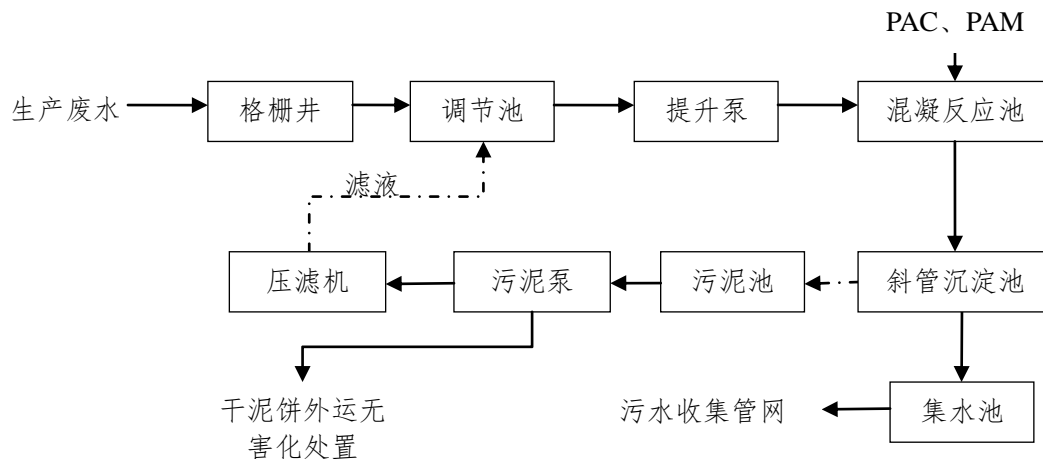 PAC、PAM
生产废水
格栅井
调节池
提升泵
混凝反应池
滤液
压滤机
污泥泵
污泥池
斜管沉淀池
干泥饼外运无
害化处置
污水收集管网
集水池